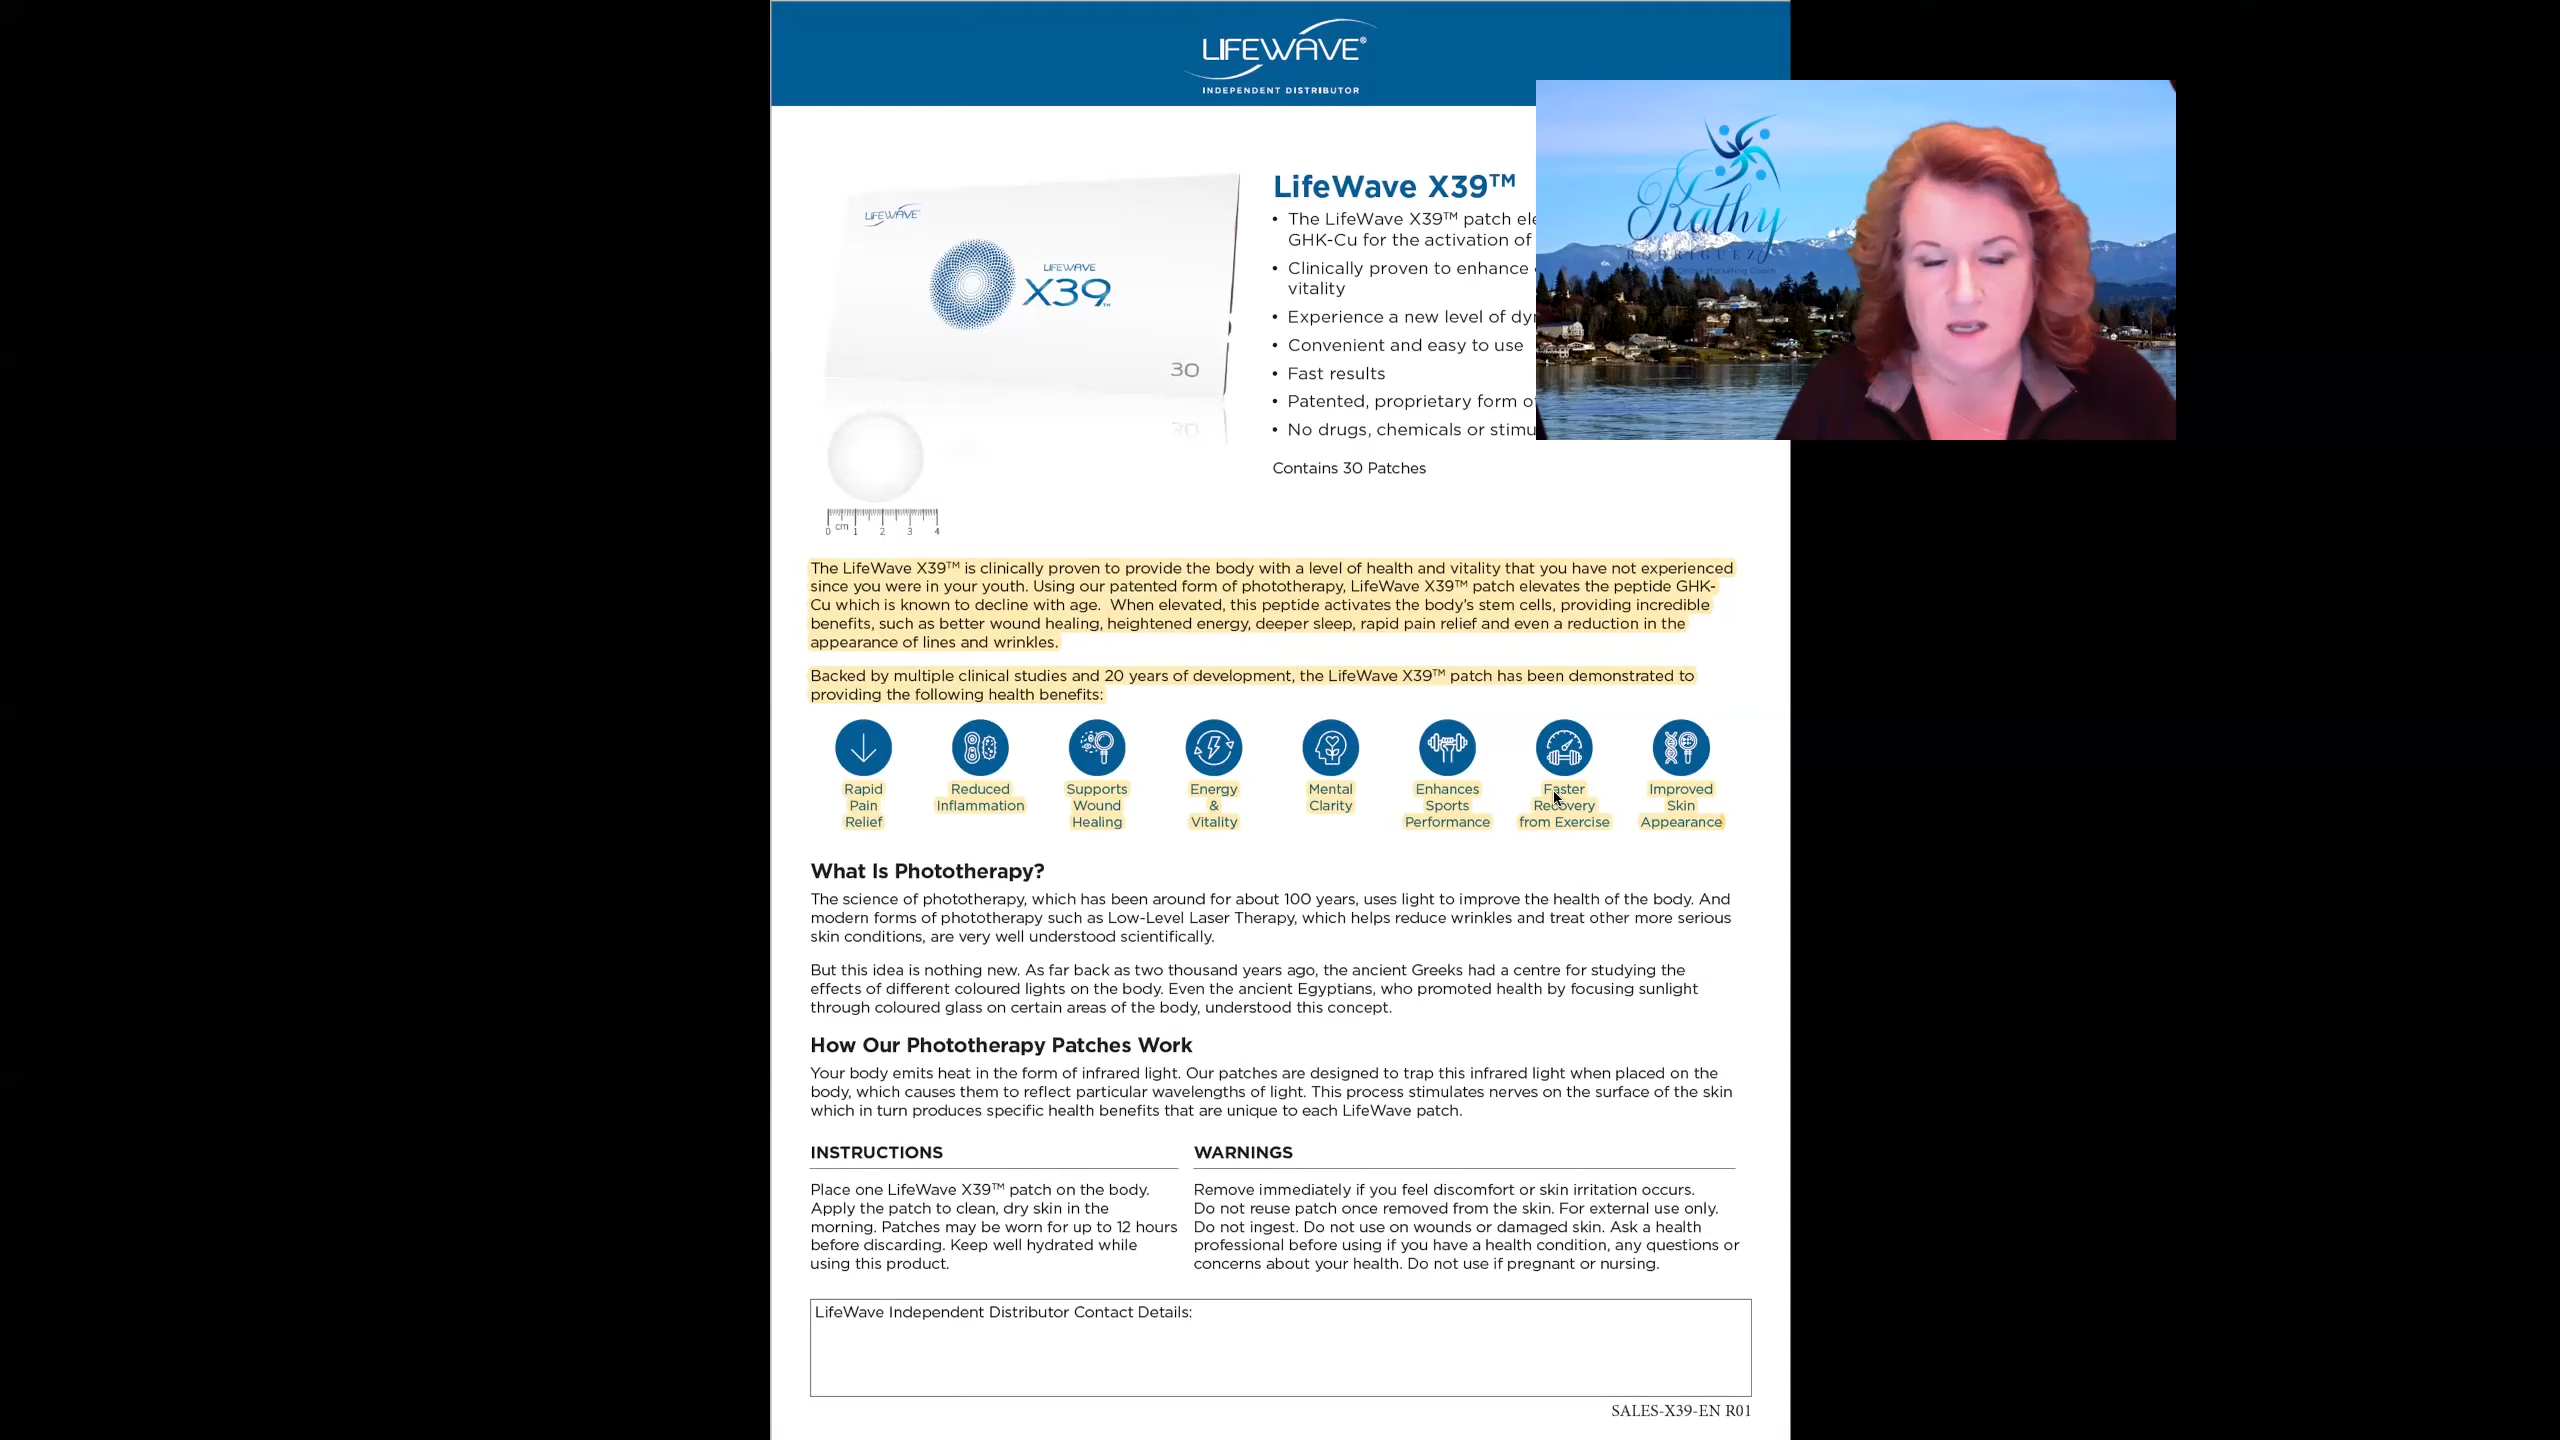 LIFEWAVE®
INDEPENDENT DISTRIBUTOR
LIFEWAVE
LIFEWAVE
X39™
30
30
0 cm 1 2 3 4
LifeWave X39™
• The LifeWave X39™ patch
GHK-Cu for the activation of
• Clinically proven to enhance
vitality
• Experience a new level of
• Convenient and easy to use
• Fast results
• Patented, proprietary form
• No drugs, chemicals or
Contains 30 Patches
Kathy
RODRIGUEZ
Online Marketing Coach
The LifeWave X39™ is clinically proven to provide the body with a level of health and vitality that you have not experienced
since you were in your youth. Using our patented form of phototherapy, LifeWave X39™ patch elevates the peptide GHK-
Cu which is known to decline with age. When elevated, this peptide activates the body's stem cells, providing incredible
benefits, such as better wound healing, heightened energy, deeper sleep, rapid pain relief and even a reduction in the
appearance of lines and wrinkles.
Backed by multiple clinical studies and 20 years of development, the LifeWave X39™ patch has been demonstrated to
providing the following health benefits:
Rapid
Pain
Relief
Reduced
Inflammation
Supports
Wound
Healing
Energy
&
Vitality
Mental
Clarity
Enhances
Sports
Performance
Faster
Recovery
from Exercise
Improved
Skin
Appearance
What Is Phototherapy?
The science of phototherapy, which has been around for about 100 years, uses light to improve the health of the body. And
modern forms of phototherapy such as Low-Level Laser Therapy, which helps reduce wrinkles and treat other more serious
skin conditions, are very well understood scientifically.
But this idea is nothing new. As far back as two thousand years ago, the ancient Greeks had a centre for studying the
effects of different coloured lights on the body. Even the ancient Egyptians, who promoted health by focusing sunlight
through coloured glass on certain areas of the body, understood this concept.
How Our Phototherapy Patches Work
Your body emits heat in the form of infrared light. Our patches are designed to trap this infrared light when placed on the
body, which causes them to reflect particular wavelengths of light. This process stimulates nerves on the surface of the skin
which in turn produces specific health benefits that are unique to each LifeWave patch.
INSTRUCTIONS
Place one LifeWave X39™ patch on the body.
Apply the patch to clean, dry skin in the
morning. Patches may be worn for up to 12 hours
before discarding. Keep well hydrated while
using this product.
WARNINGS
Remove immediately if you feel discomfort or skin irritation occurs.
Do not reuse patch once removed from the skin. For external use only.
Do not ingest. Do not use on wounds or damaged skin. Ask a health
professional before using if you have a health condition, any questions or
concerns about your health. Do not use if pregnant or nursing.
LifeWave Independent Distributor Contact Details:
SALES-X39-EN R01